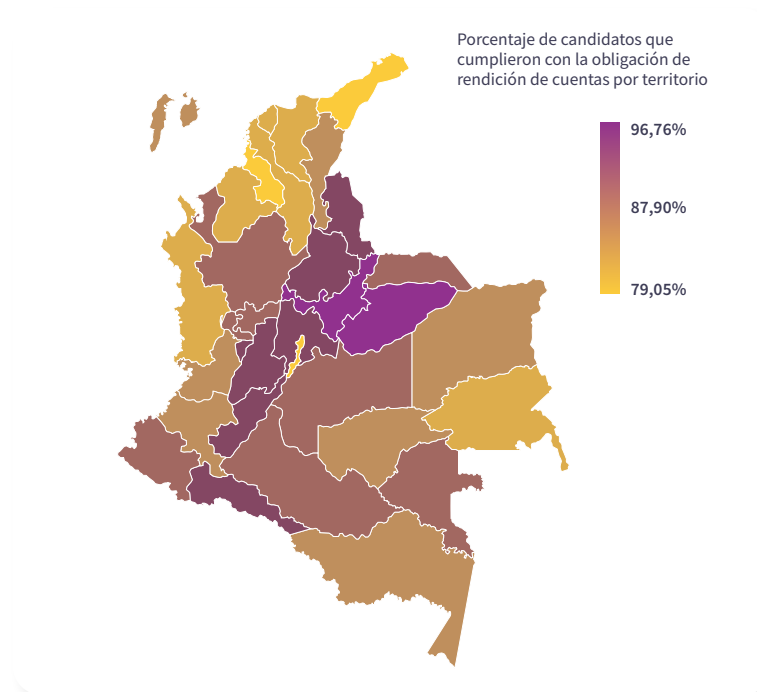 Porcentaje de candidatos que
cumplieron con la obligación de
rendición de cuentas por territorio
96,76%
87,90%
79,05%